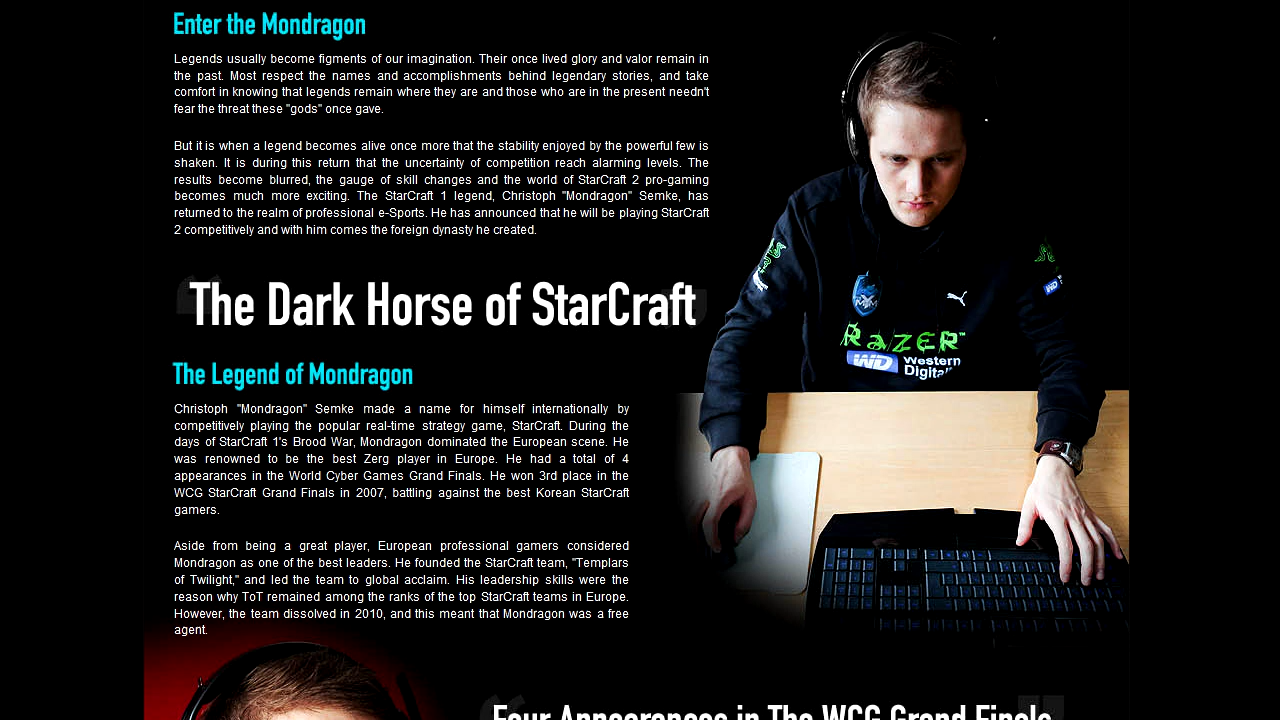 Enter the Mondragon
Legends usually become figments of our imagination. Their once lived glory and valor remain in
the past. Most respect the names and accomplishments behind legendary stories, and take
comfort in knowing that legends remain where they are and those who are in the present needn't
fear the threat these "gods" once gave.
But it is when a legend becomes alive once more that the stability enjoyed by the powerful few is
shaken. It is during this return that the uncertainty of competition reach alarming levels. The
results become blurred, the gauge of skill changes and the world of StarCraft 2 pro-gaming
becomes much more exciting. The StarCraft 1 legend, Christoph "Mondragon" Semke, has
returned to the realm of professional e-Sports. He has announced that he will be playing StarCraft
2 competitively and with him comes the foreign dynasty he created.
“ The Dark Horse of StarCraft ”
The Legend of Mondragon
Christoph "Mondragon" Semke made a name for himself internationally by
competitively playing the popular real-time strategy game, StarCraft. During the
days of StarCraft 1's Brood War, Mondragon dominated the European scene. He
was renowned to be the best Zerg player in Europe. He had a total of 4
appearances in the World Cyber Games Grand Finals. He won 3rd place in the
WCG StarCraft Grand Finals in 2007, battling against the best Korean StarCraft
gamers.
Aside from being a great player, European professional gamers considered
Mondragon as one of the best leaders. He founded the StarCraft team, "Templars
of Twilight," and led the team to global acclaim. His leadership skills were the
reason why ToT remained among the ranks of the top StarCraft teams in Europe.
However, the team dissolved in 2010, and this meant that Mondragon was a free
agent.
RAZER™
WD Western
Digital
WD
“ Four Appearances in The WCG Grand Finals ”